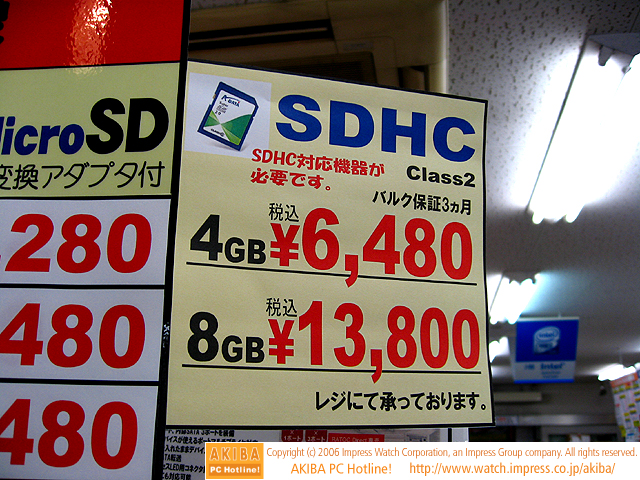 MicroSD
変換アダプタ付
,280
480
480
A-DATA
SDHC
Class2
SDHC対応機器が
必要です。
バルク保証3ヵ月
税込
4GB ¥6,480
税込
8GB ¥13,800
レジにて承っております。
intel
AKIBA
PC Hotline!
Copyright (c) 2006 Impress Watch Corporation, an Impress Group company. All rights reserved.
AKIBA PC Hotline! http://www.watch.impress.co.jp/akiba/